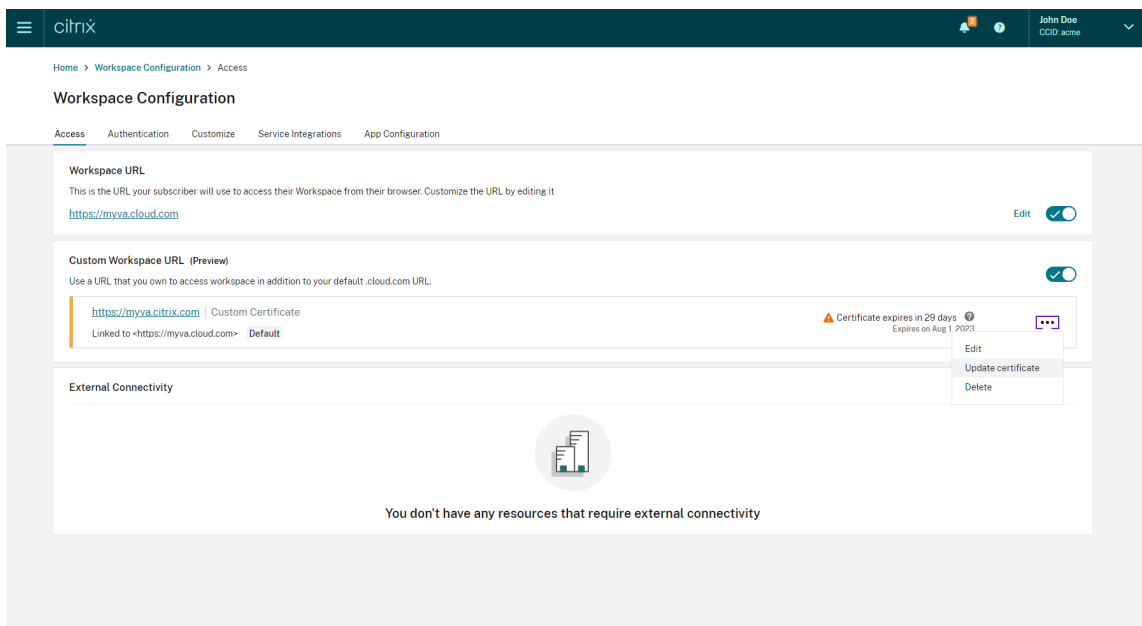 citrix
3
?
John Doe
CCID: acme
Home > Workspace Configuration > Access
Workspace Configuration
Access Authentication Customize Service Integrations App Configuration
Workspace URL
This is the URL your subscriber will use to access their Workspace from their browser. Customize the URL by editing it
https://myva.cloud.com
Edit
Custom Workspace URL (Preview)
Use a URL that you own to access workspace in addition to your default .cloud.com URL.
https://myva.citrix.com | Custom Certificate
Linked to <https://myva.cloud.com> Default
Certificate expires in 29 days ?
Expires on Aug 1, 2023
Edit
Update certificate
Delete
External Connectivity
You don't have any resources that require external connectivity